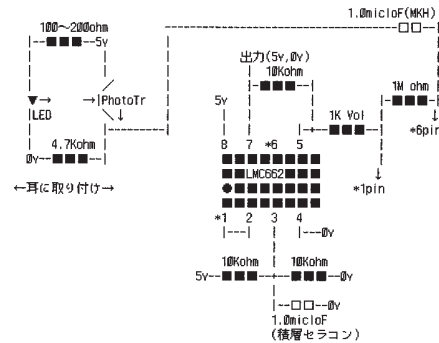 1.0micloF(MKH)
100～200ohm
5v
出力(5v,0v)
10Kohm
1M ohm
▼→ →|PhotoTr
LED
5v
1K Vol
*6pin
4.7Kohm
0v
8 7 *6 5
←耳に取り付け→
LMC662
*1pin
*1 2 3 4
0v
10Kohm 10Kohm
5v 0v
0v
1.0micloF
(積層セラコン)